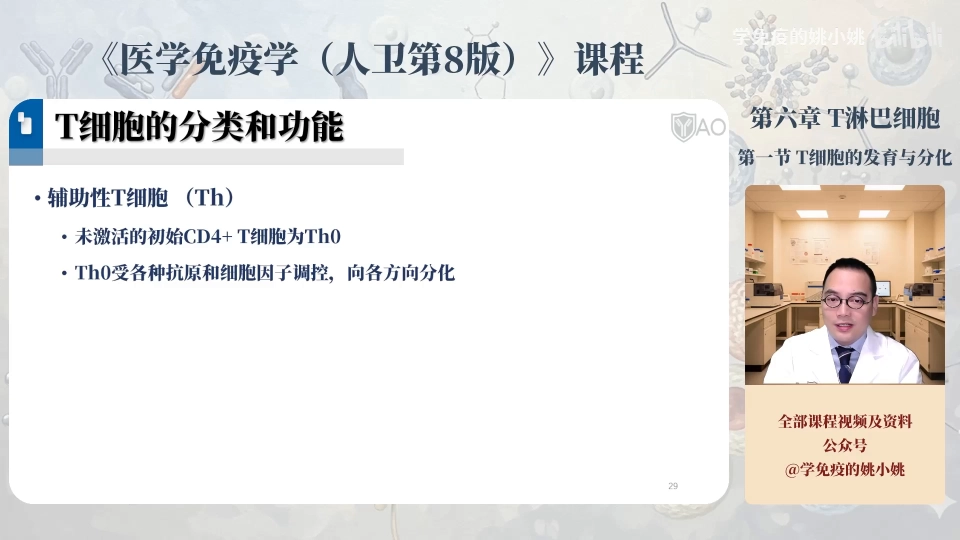 《医学免疫学（人卫第8版）》课程
学免疫的姚小姚
bilibili
T细胞的分类和功能
YAO
第六章 T淋巴细胞
第一节 T细胞的发育与分化
• 辅助性T细胞 （Th）
• 未激活的初始CD4+ T细胞为Th0
• Th0受各种抗原和细胞因子调控，向各方向分化
全部课程视频及资料
公众号
@学免疫的姚小姚
29